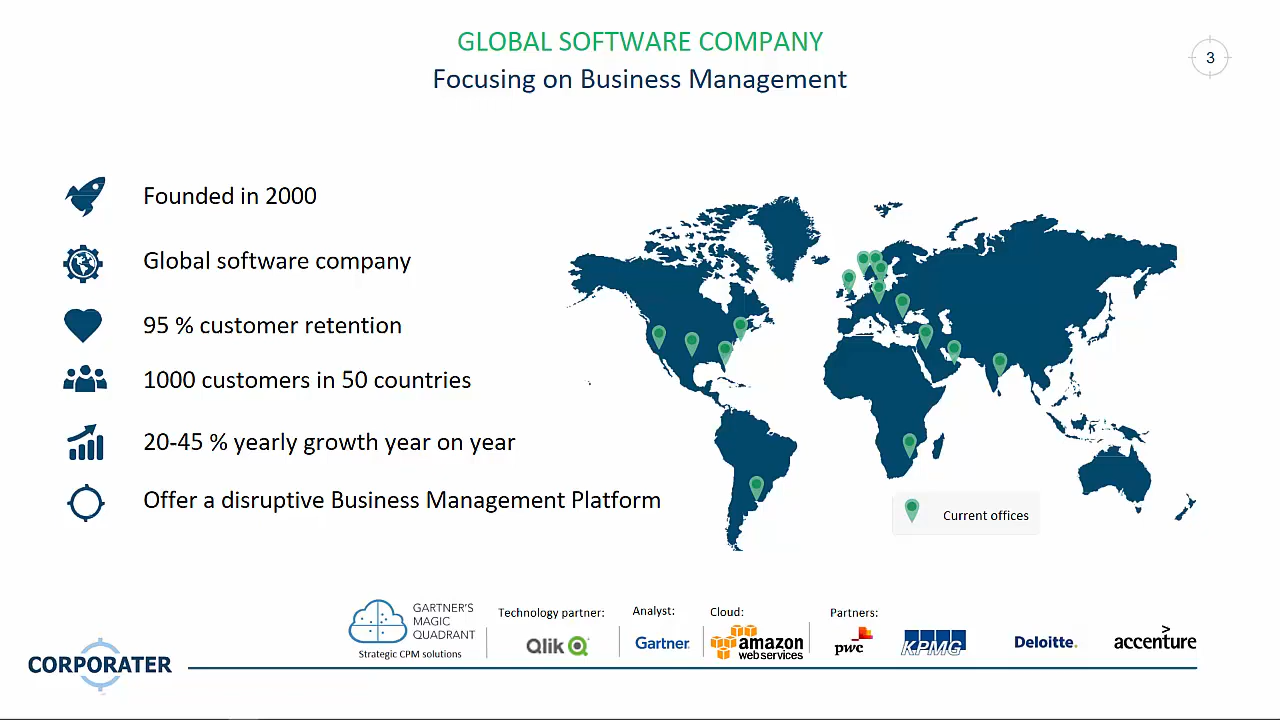 GLOBAL SOFTWARE COMPANY
Focusing on Business Management
3
Founded in 2000
Global software company
95 % customer retention
1000 customers in 50 countries
20-45 % yearly growth year on year
Offer a disruptive Business Management Platform
Current offices
GARTNER'S
MAGIC
QUADRANT
Strategic CPM solutions
Technology partner:
Qlik
Analyst:
Gartner
Cloud:
amazon
webservices
Partners:
pwc
KPMG
Deloitte.
accenture
CORPORATER